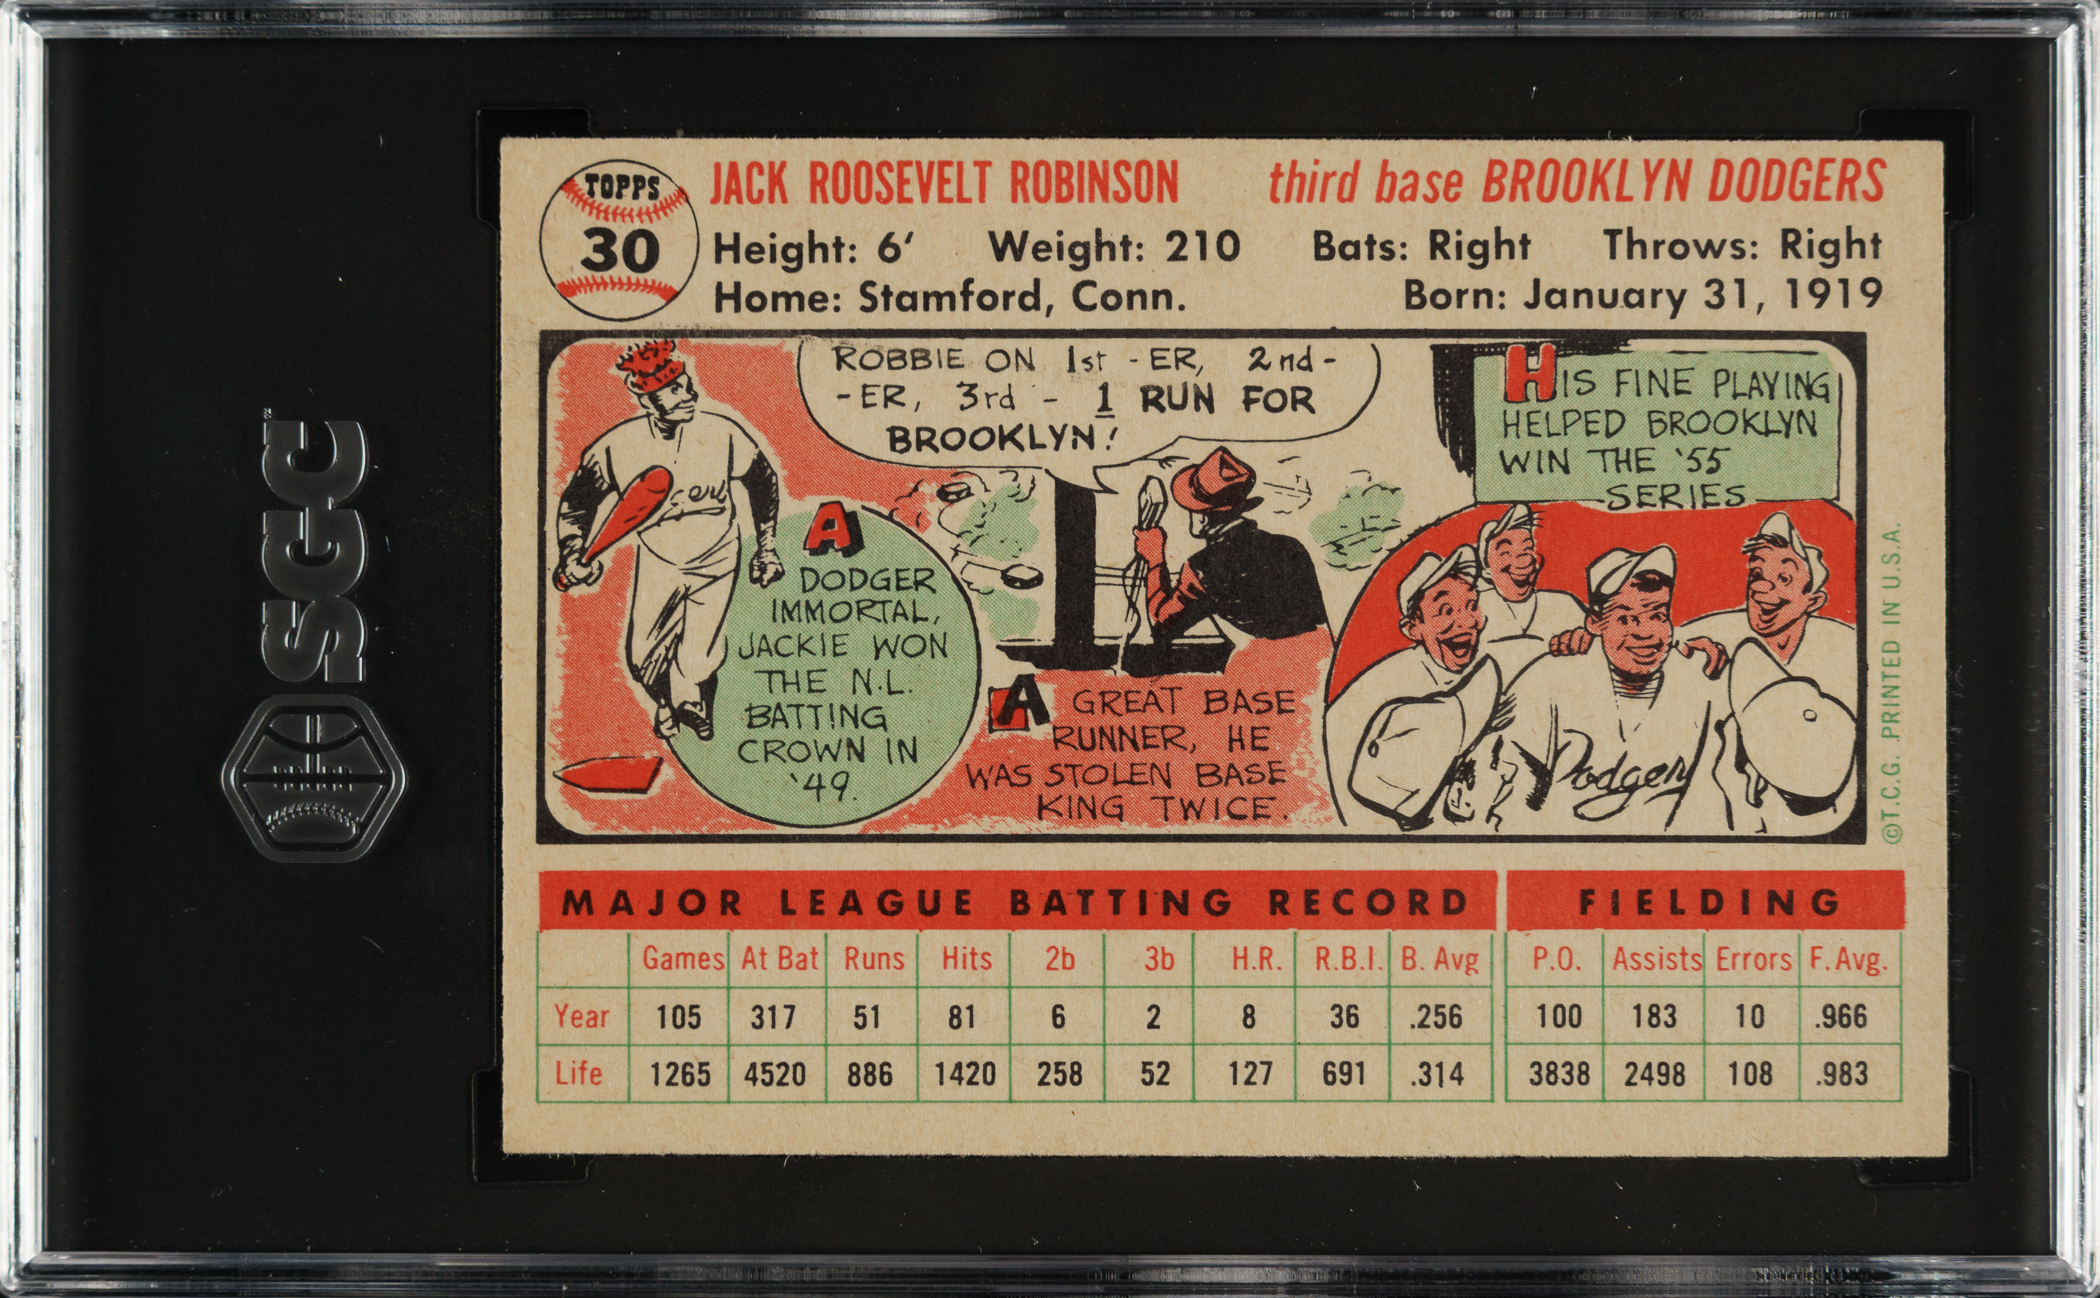 SGC
TOPPS
30
JACK ROOSEVELT ROBINSON third base BROOKLYN DODGERS
Height: 6' Weight: 210 Bats: Right Throws: Right
Home: Stamford, Conn. Born: January 31, 1919
ROBBIE ON 1st -ER, 2nd-
-ER, 3rd - 1 RUN FOR
BROOKLYN!
HIS FINE PLAYING
HELPED BROOKLYN
WIN THE '55
SERIES
A
DODGER
IMMORTAL,
JACKIE WON
THE N.L.
BATTING
CROWN IN
'49.
A GREAT BASE
RUNNER, HE
WAS STOLEN BASE
KING TWICE.
Dodgers
©T.C.G. PRINTED IN U.S.A.
MAJOR LEAGUE BATTING RECORD FIELDING
Games At Bat Runs Hits 2b 3b H.R. R.B.I. B. Avg P.O. Assists Errors F. Avg.
Year 105 317 51 81 6 2 8 36 .256 100 183 10 .966
Life 1265 4520 886 1420 258 52 127 691 .314 3838 2498 108 .983